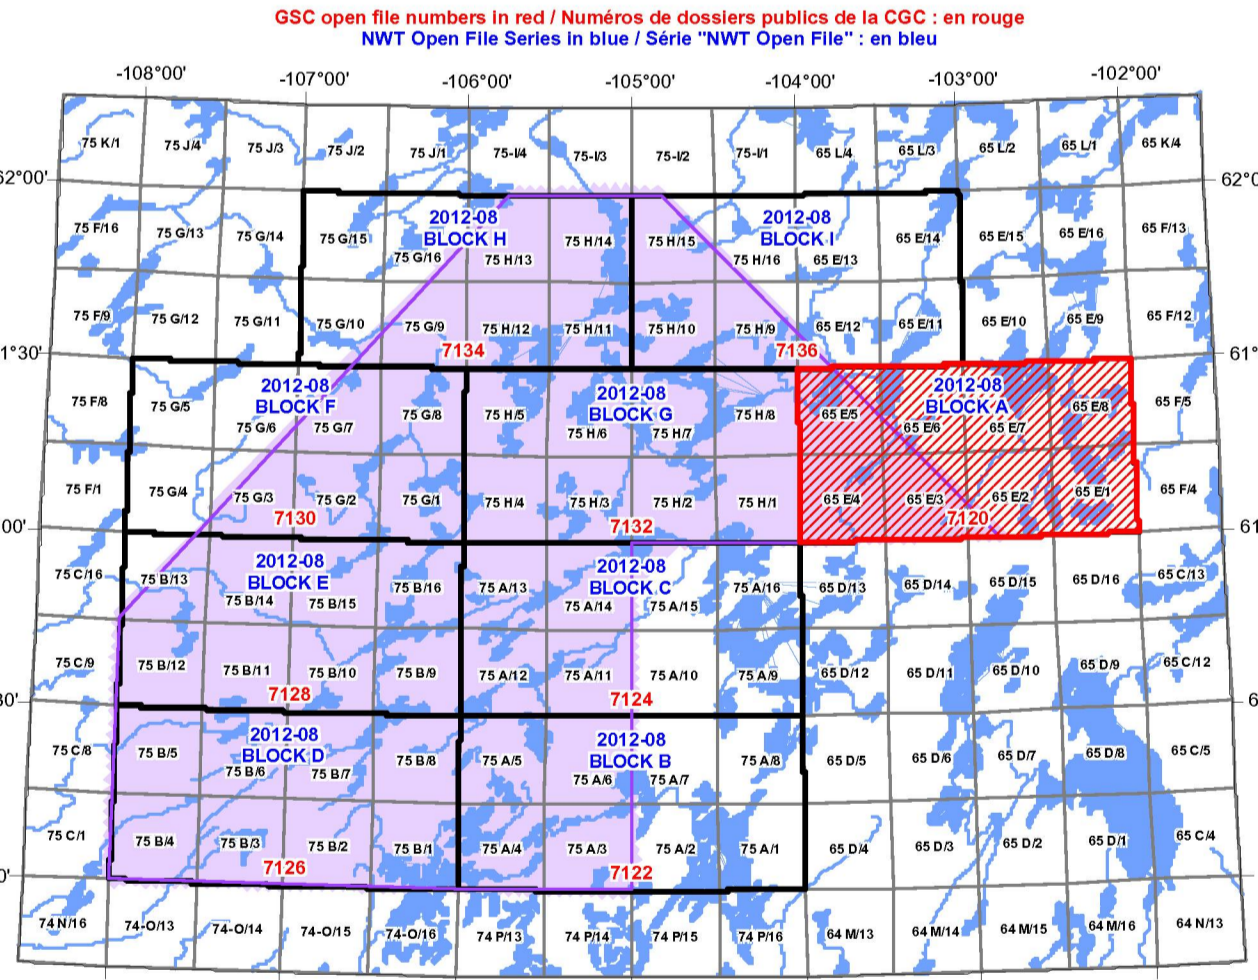 GSC open file numbers in red / Numéros de dossiers publics de la CGC : en rouge
NWT Open File Series in blue / Série "NWT Open File" : en bleu
-108°00' -107°00' -106°00' -105°00' -104°00' -103°00' -102°00'
75 K/1 75 J/4 75 J/3 75 J/2 75 J/1 75-I/4 75-I/3 75-I/2 75-I/1 65 L/4 65 L/3 65 L/2 65 L/1 65 K/4
62°00' 62°0
2012-08 2012-08
BLOCK H BLOCK I
75 F/16 75 G/13 75 G/14 75 G/15 75 H/14 75 H/15 65 E/14 65 E/15 65 E/16 65 F/13
75 G/16 75 H/13 75 H/16 65 E/13
75 F/9 75 G/12 75 G/11 75 G/10 75 G/9 75 H/12 75 H/11 75 H/10 75 H/9 65 E/12 65 E/11 65 E/10 65 E/9 65 F/12
1°30' 7134 7136 61°
2012-08 2012-08 2012-08
BLOCK F BLOCK G BLOCK A
75 F/8 75 G/5 75 G/8 75 H/5 75 H/8 65 E/5 65 E/8 65 F/5
75 G/6 75 G/7 75 H/6 75 H/7 65 E/6 65 E/7
75 F/1 75 G/4 75 G/3 75 G/2 75 G/1 75 H/4 75 H/3 75 H/2 75 H/1 65 E/4 65 E/3 65 E/2 65 E/1 65 F/4
00' 7130 7132 7120 61
2012-08 2012-08
BLOCK E BLOCK C
75 C/16 75 B/13 75 B/16 75 A/13 75 A/16 65 D/13 65 D/14 65 D/15 65 D/16 65 C/13
75 B/14 75 B/15 75 A/14 75 A/15
75 C/9 75 B/12 75 B/11 75 B/10 75 B/9 75 A/12 75 A/11 75 A/10 75 A/9 65 D/12 65 D/11 65 D/10 65 D/9 65 C/12
30' 7128 7124 6
2012-08 2012-08
BLOCK D BLOCK B
75 C/8 75 B/5 75 B/8 75 A/5 75 A/8 65 D/5 65 D/6 65 D/7 65 D/8 65 C/5
75 B/6 75 B/7 75 A/6 75 A/7
75 C/1 75 B/4 75 B/3 75 B/2 75 B/1 75 A/4 75 A/3 75 A/2 75 A/1 65 D/4 65 D/3 65 D/2 65 D/1 65 C/4
0' 7126 7122
74 N/16 74-O/13 74-O/14 74-O/15 74-O/16 74 P/13 74 P/14 74 P/15 74 P/16 64 M/13 64 M/14 64 M/15 64 M/16 64 N/13